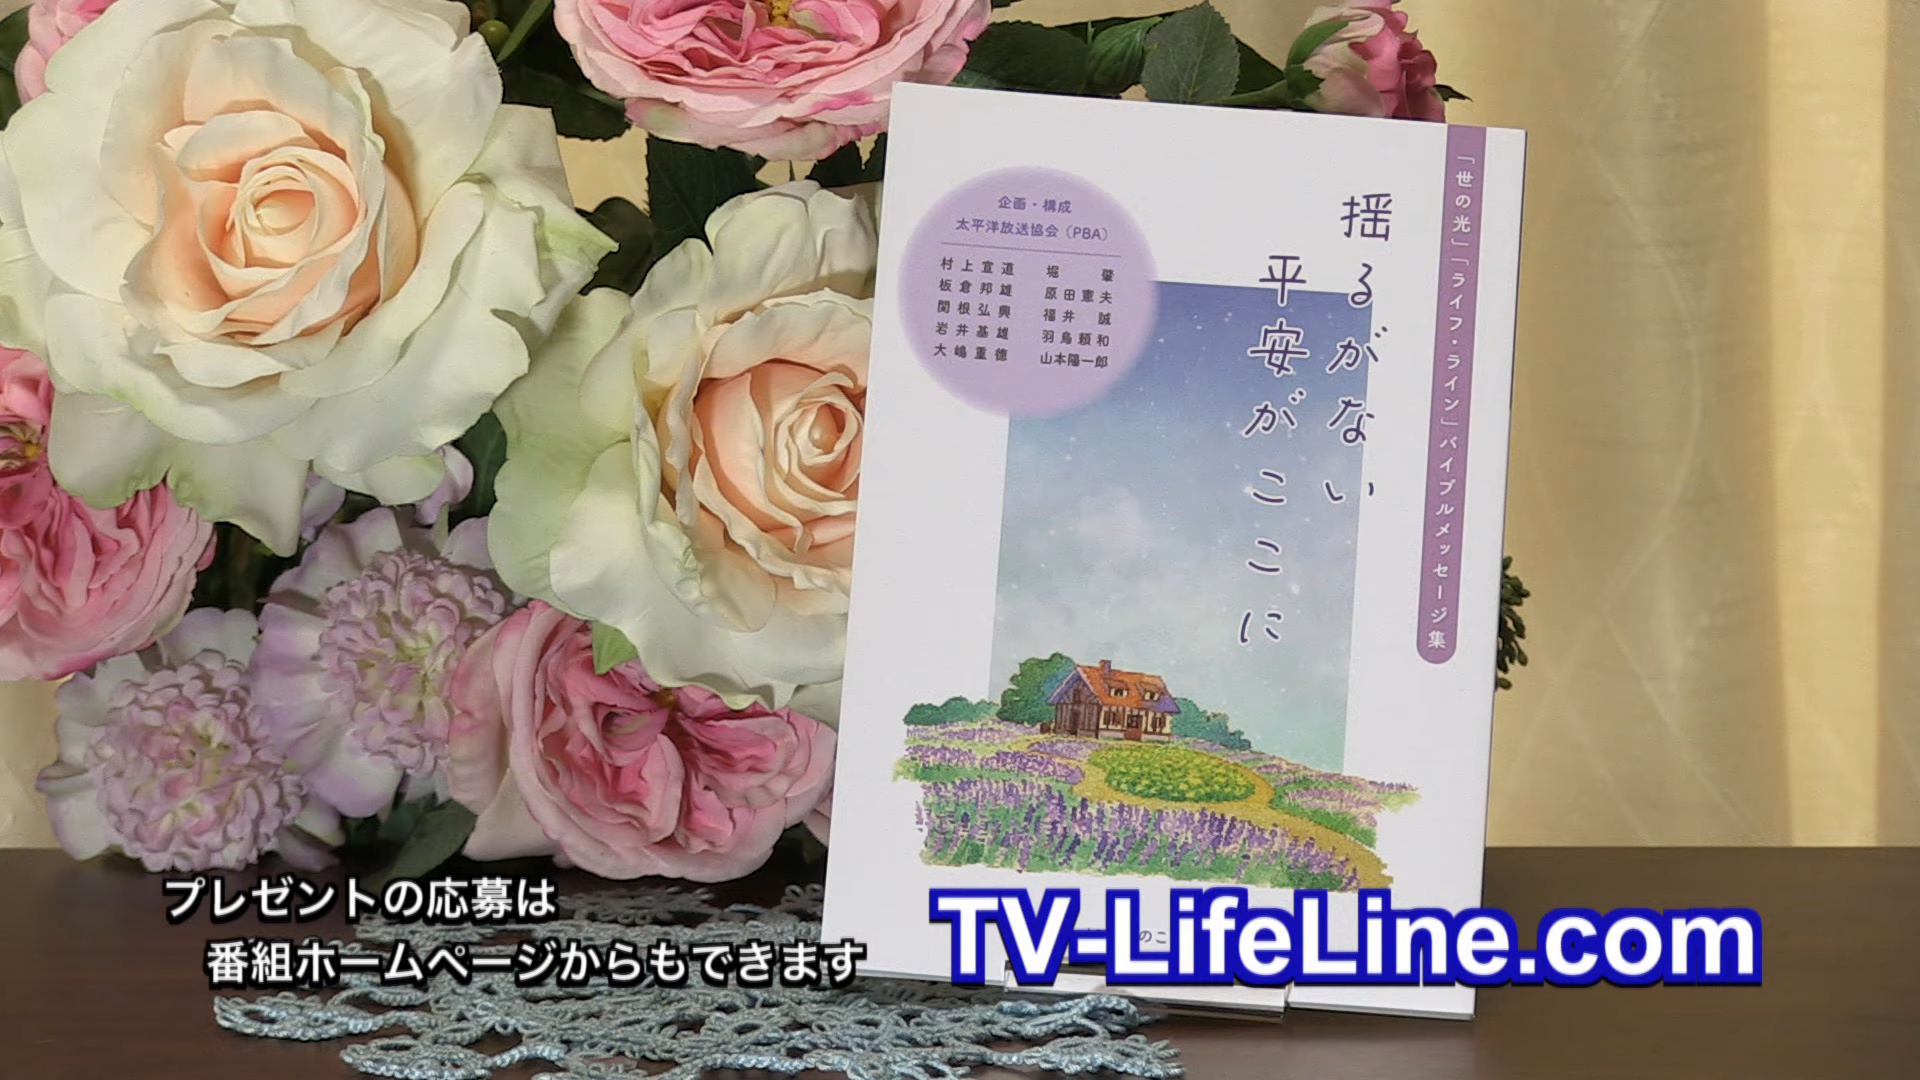 「世の光」「ライフ・ライン」バイブルメッセージ集
揺るがない
平安がここに
企画・構成
太平洋放送協会（PBA）
村上宣道 堀 肇
板倉邦雄 原田憲夫
関根弘興 福井 誠
岩井基雄 羽鳥頼和
大嶋重徳 山本陽一郎
プレゼントの応募は
番組ホームページからもできます
TV-LifeLine.com